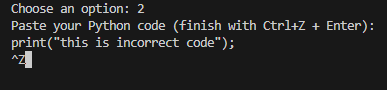 Choose an option: 2
Paste your Python code (finish with Ctrl+Z + Enter):
print("this is incorrect code");
^Z